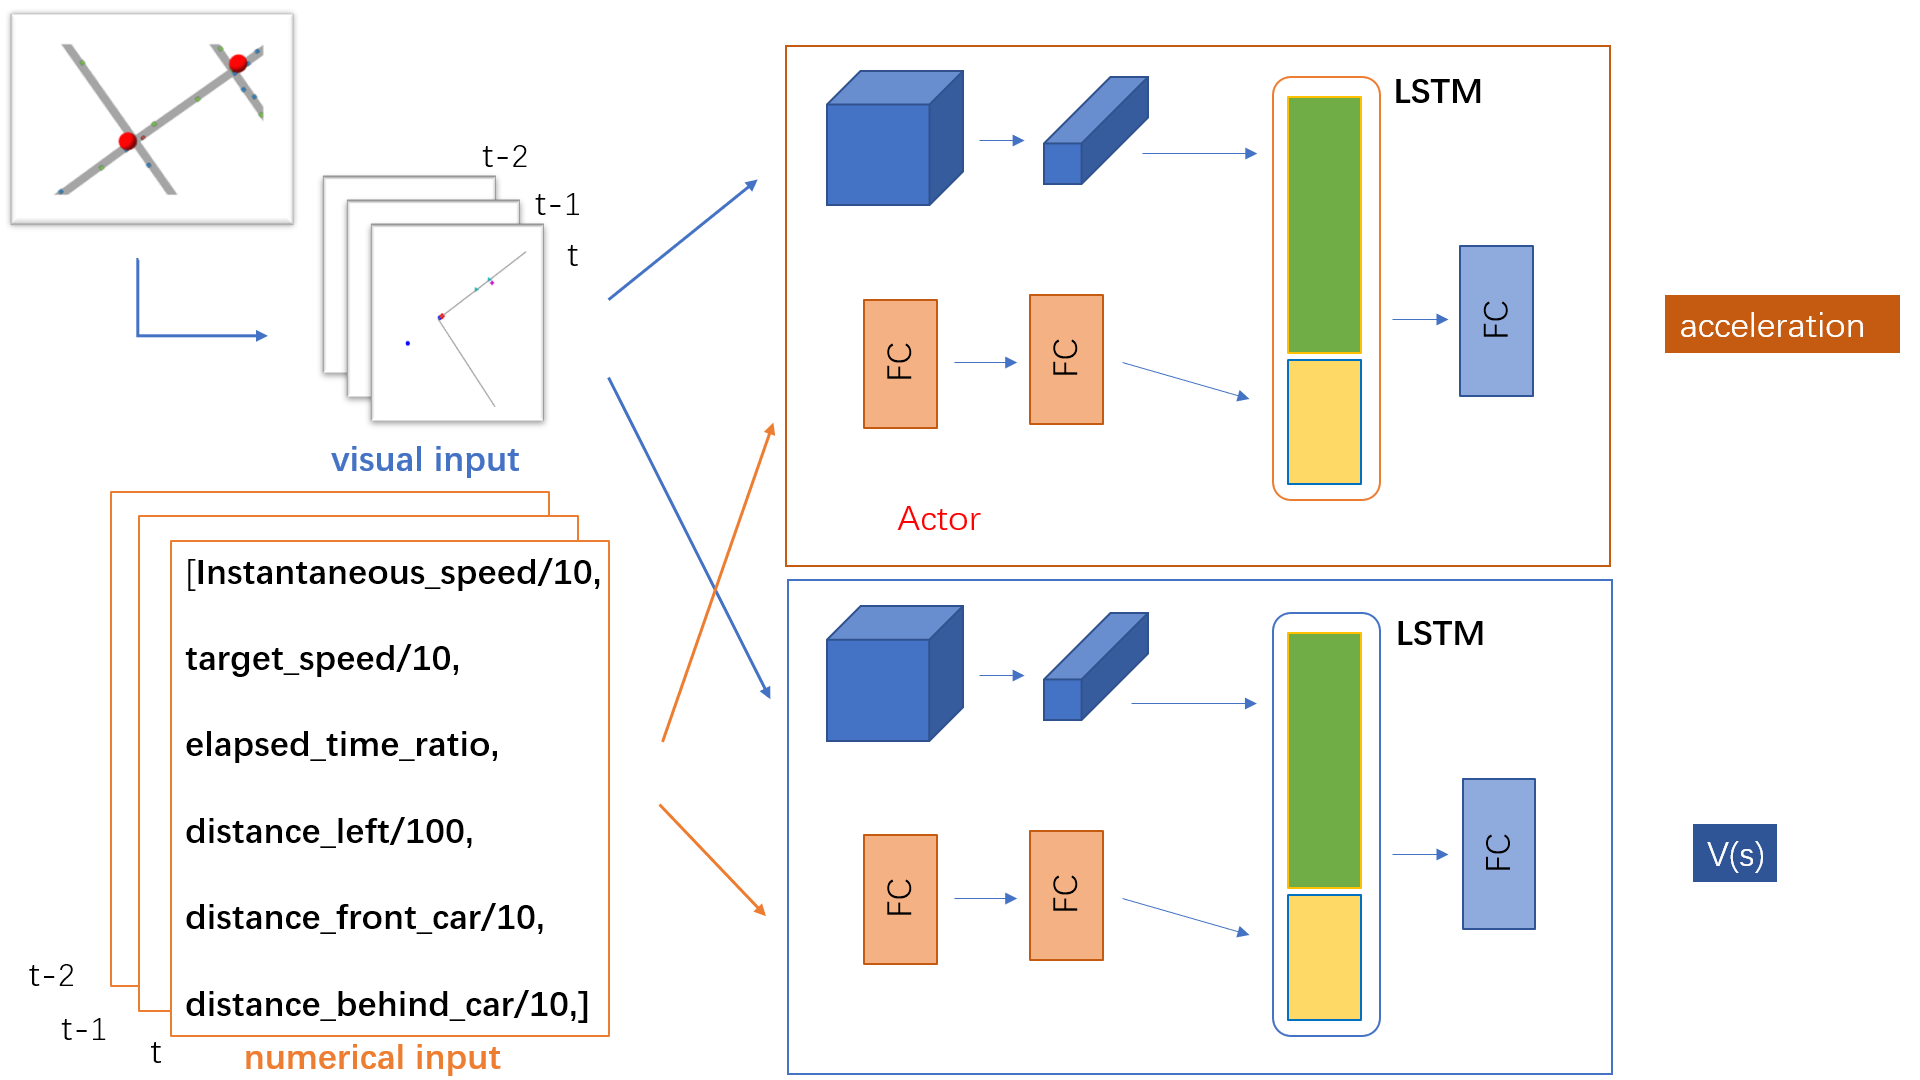 t-2
t-1
t
visual input
[Instantaneous_speed/10,
target_speed/10,
elapsed_time_ratio,
distance_left/100,
distance_front_car/10,
distance_behind_car/10,]
t-2
t-1
t
numerical input
LSTM
FC
FC
FC
Actor
acceleration
LSTM
FC
FC
FC
V(s)